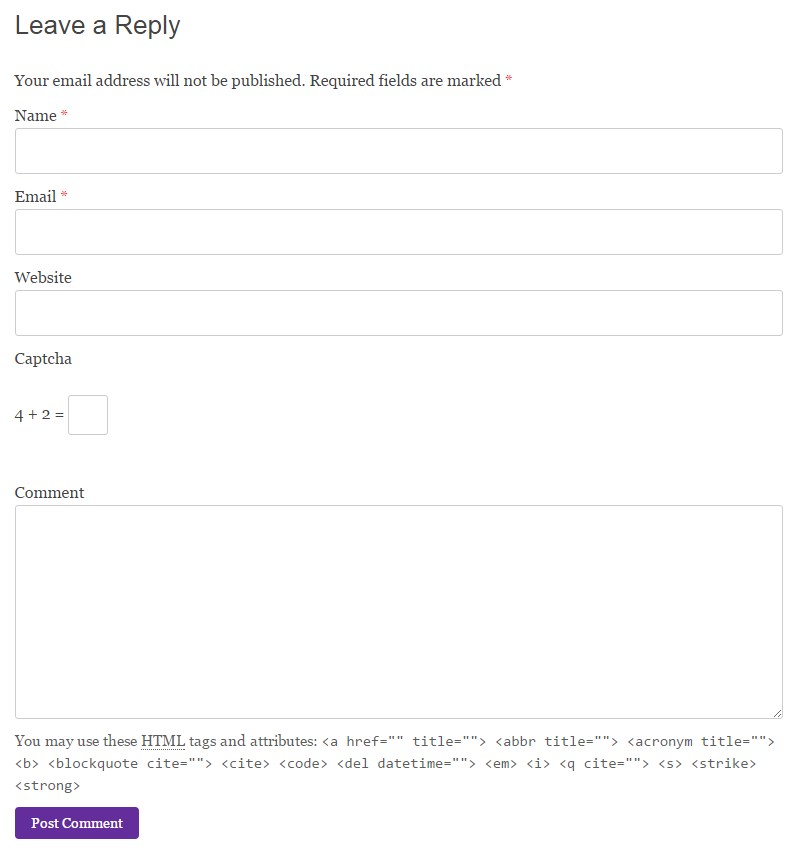 Leave a Reply
Your email address will not be published. Required fields are marked *
Name *
Email *
Website
Captcha
4 + 2 =
Comment
You may use these HTML tags and attributes: <a href="" title=""> <abbr title=""> <acronym title="">
<b> <blockquote cite=""> <cite> <code> <del datetime=""> <em> <i> <q cite=""> <s> <strike>
<strong>
Post Comment